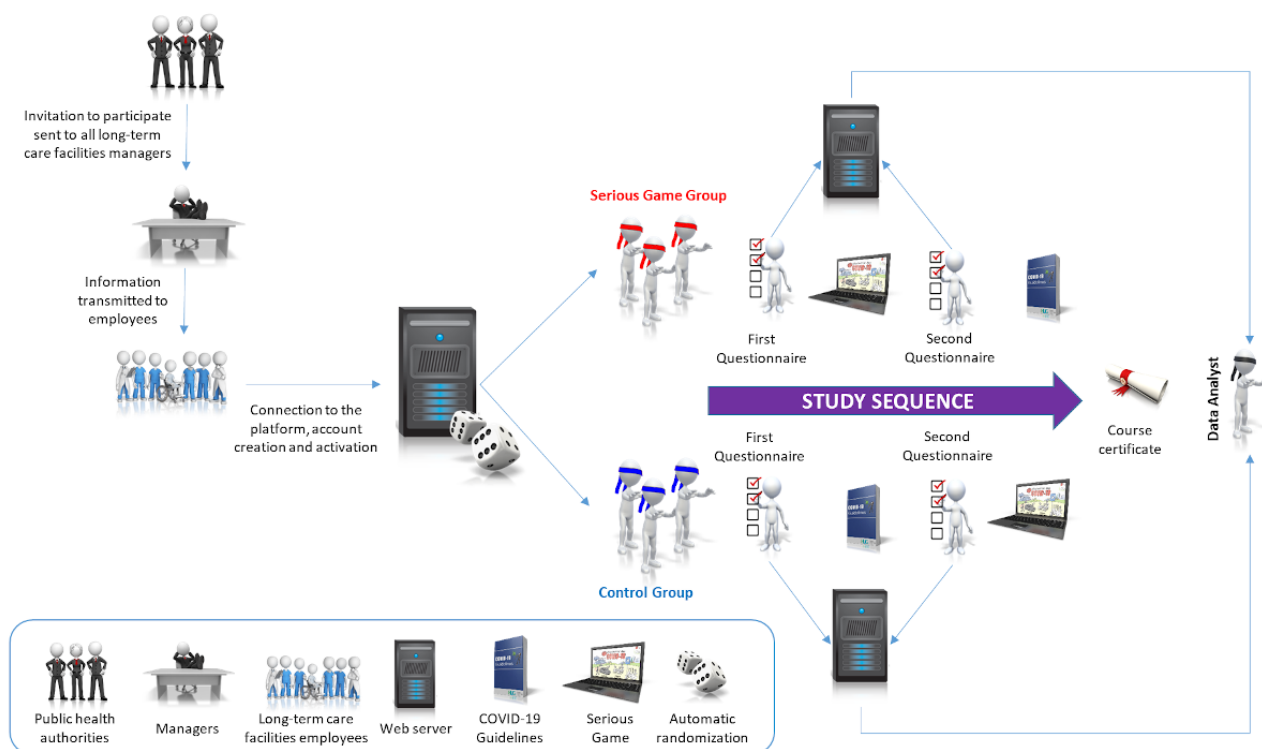 Invitation to participate
sent to all long-term
care facilities managers
Information
transmitted to
employees
Connection to the
platform, account
creation and activation
Serious Game Group
First
Questionnaire
Second
Questionnaire
STUDY SEQUENCE
First
Questionnaire
Second
Questionnaire
Control Group
Course
certificate
Data Analyst
Public health
authorities
Managers
Long-term care
facilities employees
Web server
COVID-19
Guidelines
Serious
Game
Automatic
randomization